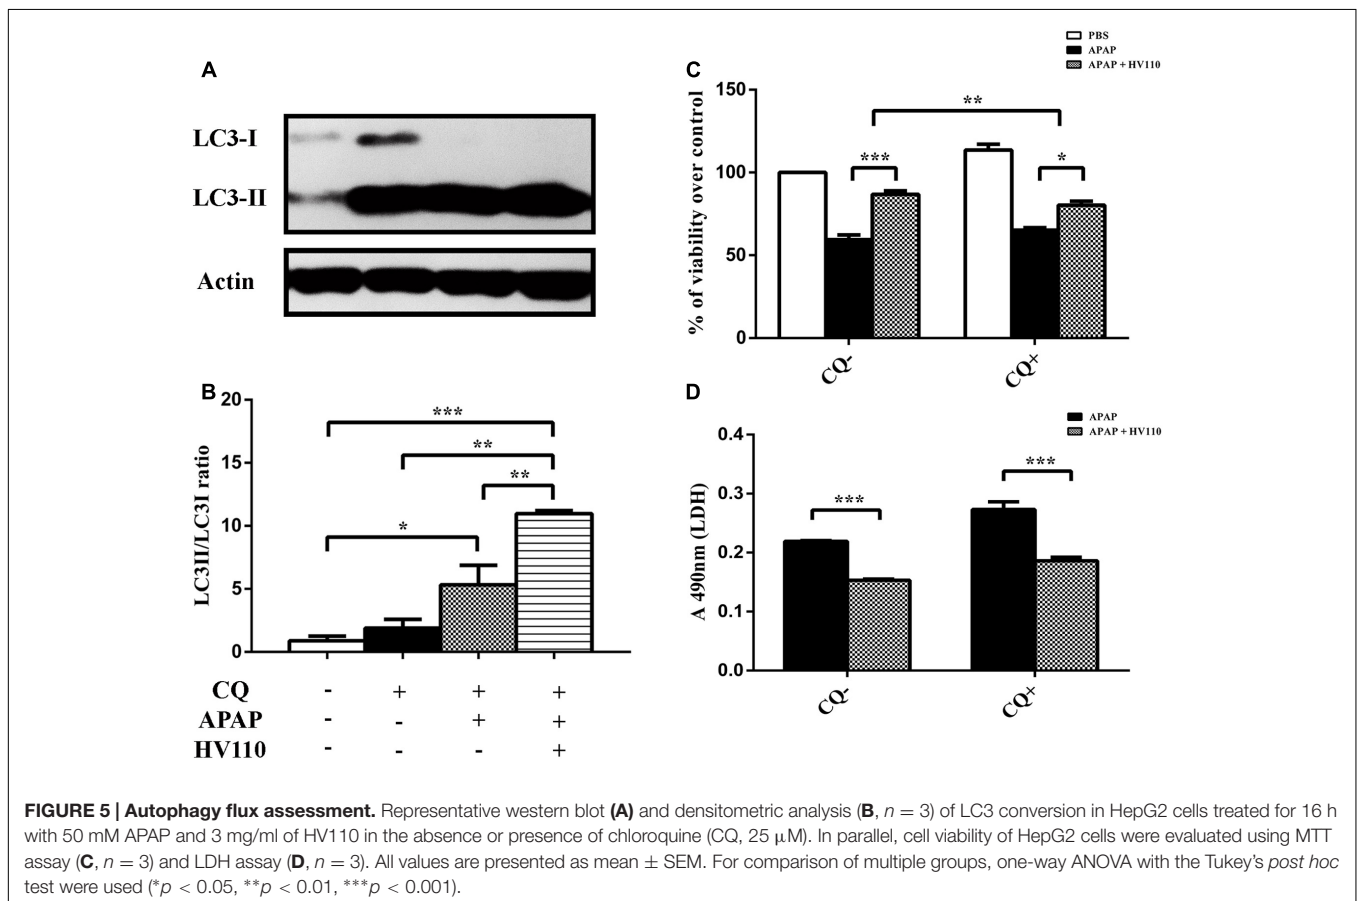 A
LC3-I
LC3-II
Actin
B
20
15
10
5
0
LC3II/LC3I ratio
***
**
**
*
CQ - + + +
APAP - - + +
HV110 - - - +
C
PBS
APAP
APAP + HV110
150
100
50
0
% of viability over control
**
***
*
CQ-
CQ+
D
APAP
APAP + HV110
0.4
0.3
0.2
0.1
0.0
A 490nm (LDH)
***
***
CQ-
CQ+
FIGURE 5 | Autophagy flux assessment. Representative western blot (A) and densitometric analysis (B, n = 3) of LC3 conversion in HepG2 cells treated for 16 h
with 50 mM APAP and 3 mg/ml of HV110 in the absence or presence of chloroquine (CQ, 25 μM). In parallel, cell viability of HepG2 cells were evaluated using MTT
assay (C, n = 3) and LDH assay (D, n = 3). All values are presented as mean ± SEM. For comparison of multiple groups, one-way ANOVA with the Tukey's post hoc
test were used (*p < 0.05, **p < 0.01, ***p < 0.001).